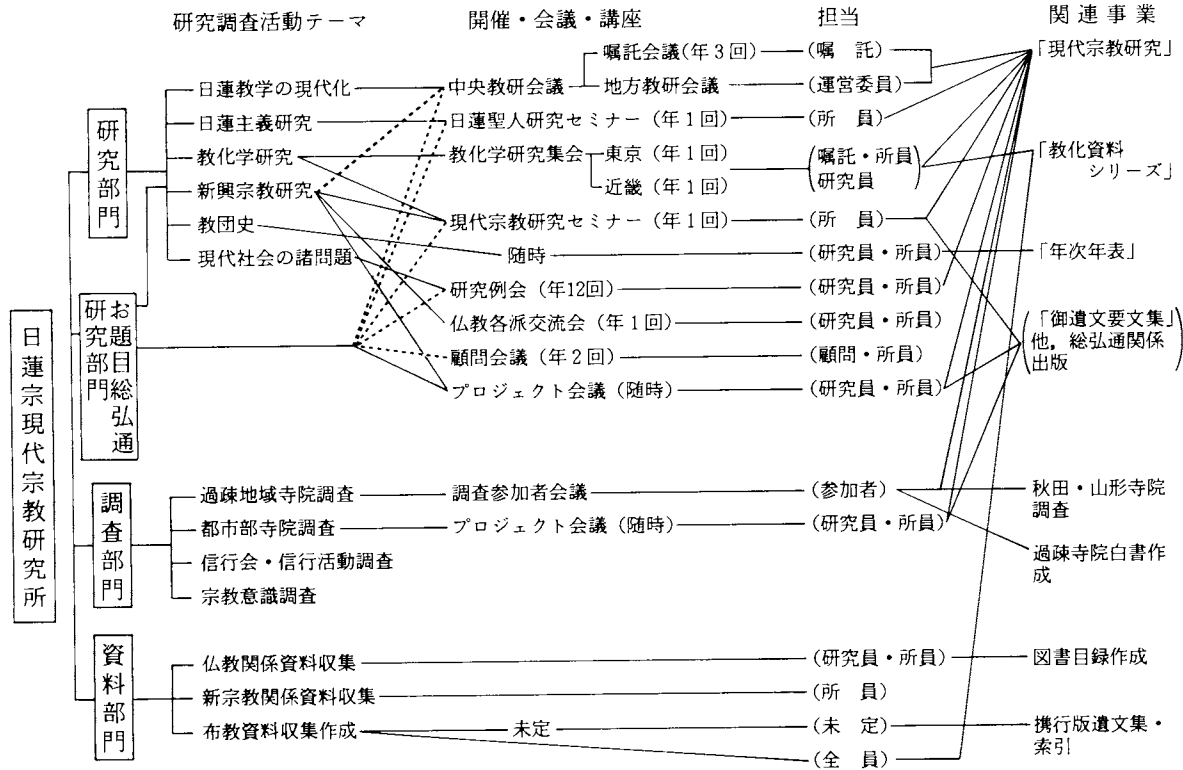 研究調査活動テーマ
開催・会議・講座
担当
関連事業
日蓮宗現代宗教研究所
研究部門
日蓮教学の現代化
日蓮主義研究
教化学研究
新興宗教研究
教団史
現代社会の諸問題
お題目総弘通
研究部門
調査部門
過疎地域寺院調査
都市部寺院調査
信行会・信行活動調査
宗教意識調査
資料部門
仏教関係資料収集
新宗教関係資料収集
布教資料収集作成
中央教研会議
嘱託会議(年3回)
地方教研会議
日蓮聖人研究セミナー(年1回)
教化学研究集会
東京(年1回)
近畿(年1回)
現代宗教研究セミナー(年1回)
随時
研究例会(年12回)
仏教各派交流会(年1回)
顧問会議(年2回)
プロジェクト会議(随時)
調査参加者会議
プロジェクト会議(随時)
未定
(嘱託)
(運営委員)
(所員)
(嘱託・所員
研究員)
(所員)
(研究員・所員)
(研究員・所員)
(研究員・所員)
(顧問・所員)
(研究員・所員)
(参加者)
(研究員・所員)
(研究員・所員)
(所員)
(未定)
(全員)
「現代宗教研究」
「教化資料
シリーズ」
「年次年表」
(「御遺文要文集」
他,総弘通関係
出版)
秋田・山形寺院
調査
過疎寺院白書作
成
図書目録作成
携行版遺文集・
索引